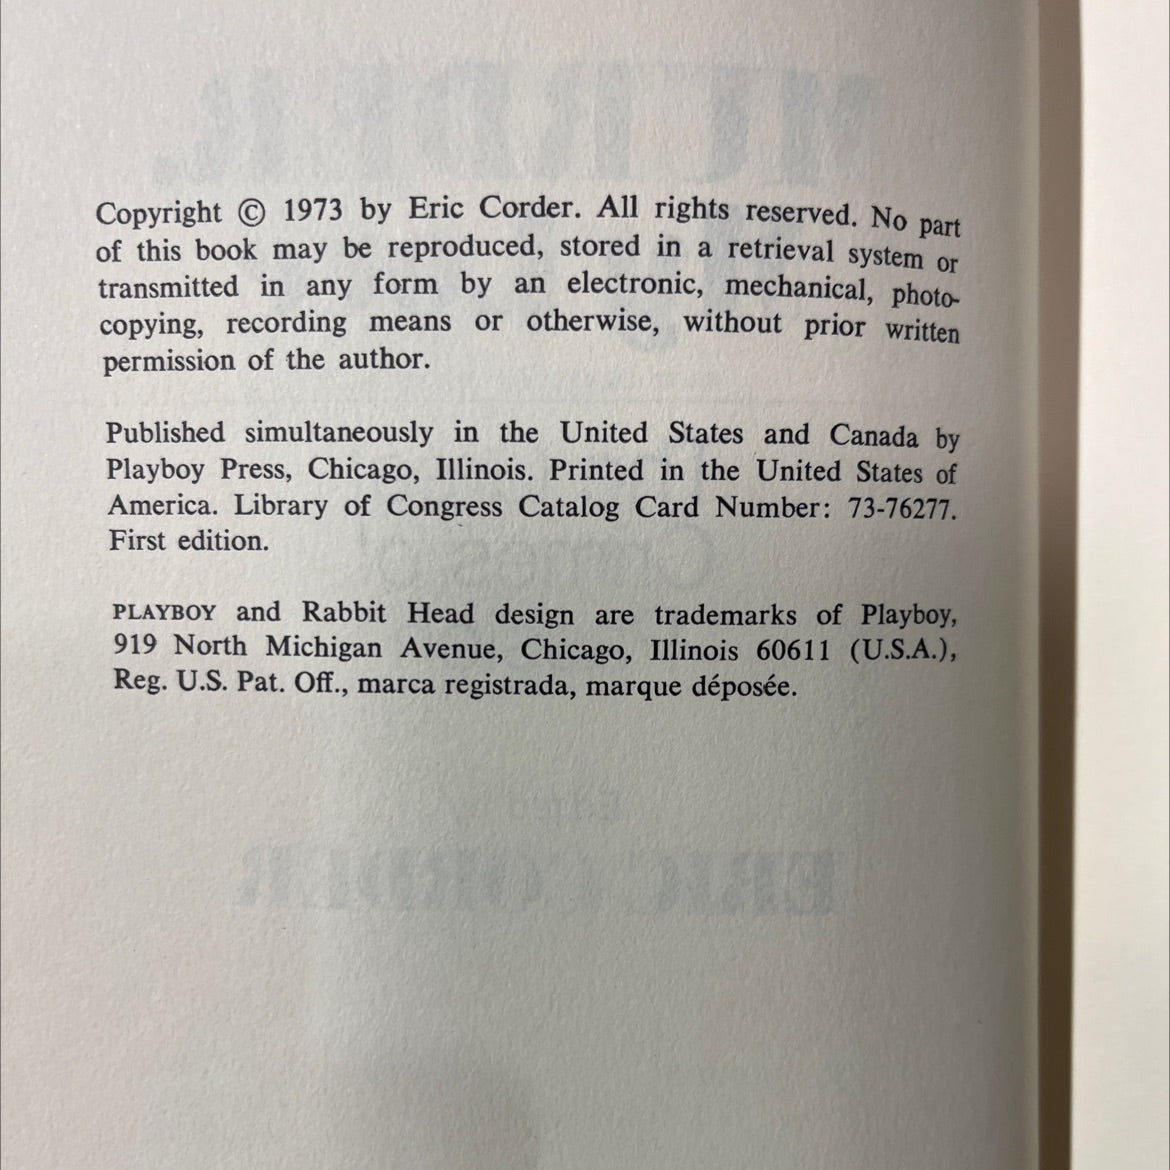 Copyright © 1973 by Eric Corder. All rights reserved. No part
of this book may be reproduced, stored in a retrieval system or
transmitted in any form by an electronic, mechanical, photo-
copying, recording means or otherwise, without prior written
permission of the author.
Published simultaneously in the United States and Canada by
Playboy Press, Chicago, Illinois. Printed in the United States of
America. Library of Congress Catalog Card Number: 73-76277.
First edition.
PLAYBOY and Rabbit Head design are trademarks of Playboy,
919 North Michigan Avenue, Chicago, Illinois 60611 (U.S.A.),
Reg. U.S. Pat. Off., marca registrada, marque déposée.
ERIC CORDER